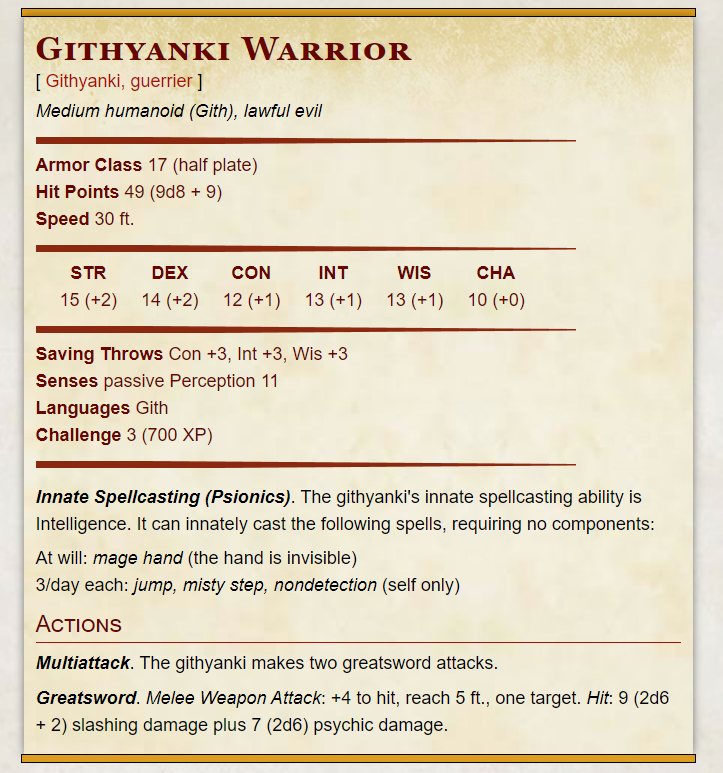 Githyanki Warrior
[ Githyanki, guerrier ]
Medium humanoid (Gith), lawful evil
Armor Class 17 (half plate)
Hit Points 49 (9d8 + 9)
Speed 30 ft.
STR DEX CON INT WIS CHA
15 (+2) 14 (+2) 12 (+1) 13 (+1) 13 (+1) 10 (+0)
Saving Throws Con +3, Int +3, Wis +3
Senses passive Perception 11
Languages Gith
Challenge 3 (700 XP)
Innate Spellcasting (Psionics). The githyanki's innate spellcasting ability is
Intelligence. It can innately cast the following spells, requiring no components:
At will: mage hand (the hand is invisible)
3/day each: jump, misty step, nondetection (self only)
Actions
Multiattack. The githyanki makes two greatsword attacks.
Greatsword. Melee Weapon Attack: +4 to hit, reach 5 ft., one target. Hit: 9 (2d6
+ 2) slashing damage plus 7 (2d6) psychic damage.